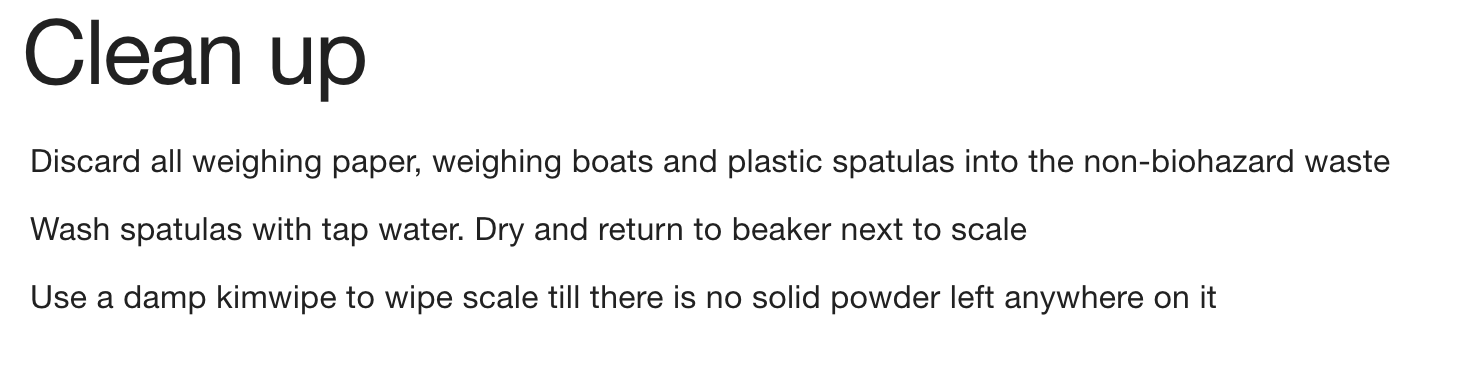 Clean up
Discard all weighing paper, weighing boats and plastic spatulas into the non-biohazard waste
Wash spatulas with tap water. Dry and return to beaker next to scale
Use a damp kimwipe to wipe scale till there is no solid powder left anywhere on it